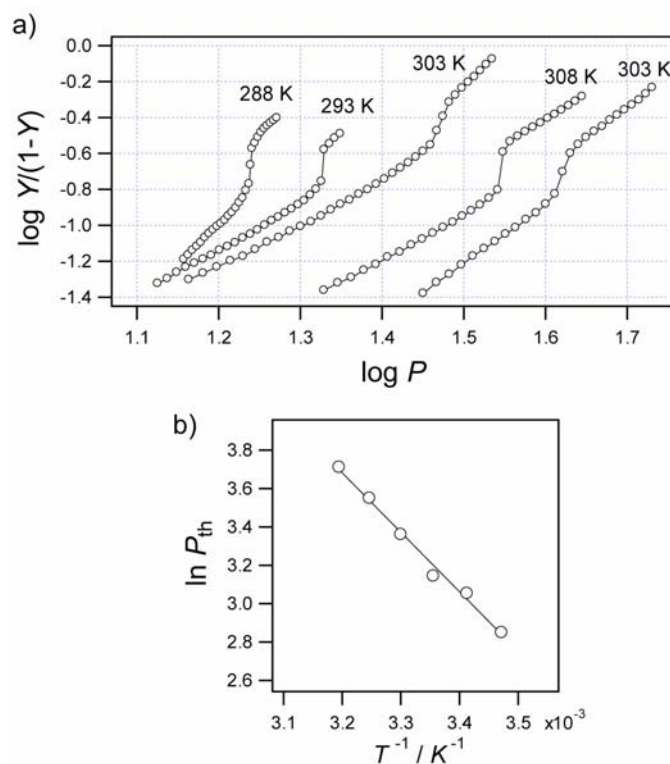 a)
0.0
-0.2
-0.4
-0.6
-0.8
-1.0
-1.2
-1.4
log Y/(1-Y)
288 K
293 K
303 K
308 K
303 K
1.1 1.2 1.3 1.4 1.5 1.6 1.7
log P
b)
3.8
3.6
3.4
3.2
3.0
2.8
2.6
ln Pth
3.1 3.2 3.3 3.4 3.5 x10⁻³
T⁻¹ / K⁻¹